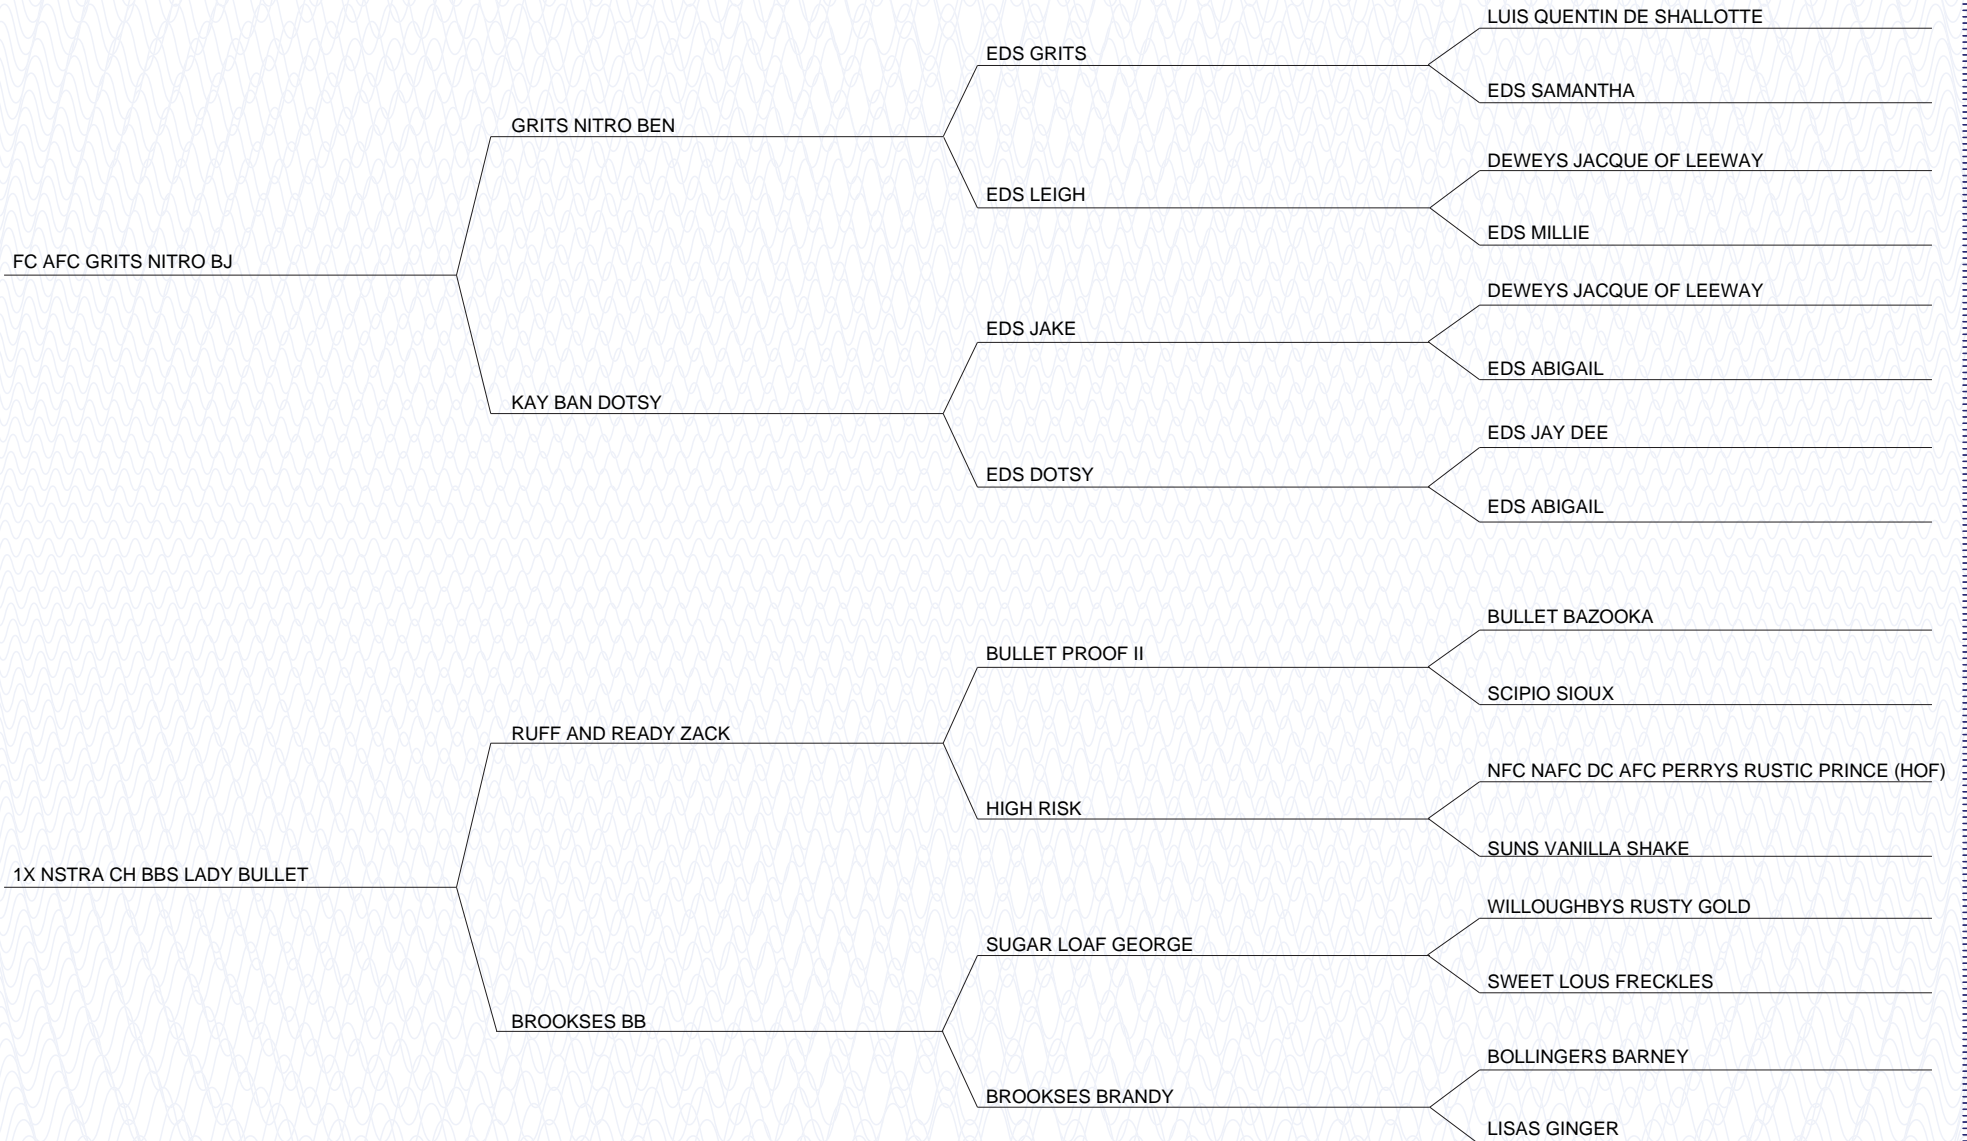 LUIS QUENTIN DE SHALLOTTE
EDS GRITS
EDS SAMANTHA
GRITS NITRO BEN
DEWEYS JACQUE OF LEEWAY
EDS LEIGH
EDS MILLIE
FC AFC GRITS NITRO BJ
DEWEYS JACQUE OF LEEWAY
EDS JAKE
EDS ABIGAIL
KAY BAN DOTSY
EDS JAY DEE
EDS DOTSY
EDS ABIGAIL
BULLET BAZOOKA
BULLET PROOF II
SCIPIO SIOUX
RUFF AND READY ZACK
NFC NAFC DC AFC PERRYS RUSTIC PRINCE (HOF)
HIGH RISK
SUNS VANILLA SHAKE
1X NSTRA CH BBS LADY BULLET
WILLOUGHBYS RUSTY GOLD
SUGAR LOAF GEORGE
SWEET LOUS FRECKLES
BROOKSES BB
BOLLINGERS BARNEY
BROOKSES BRANDY
LISAS GINGER